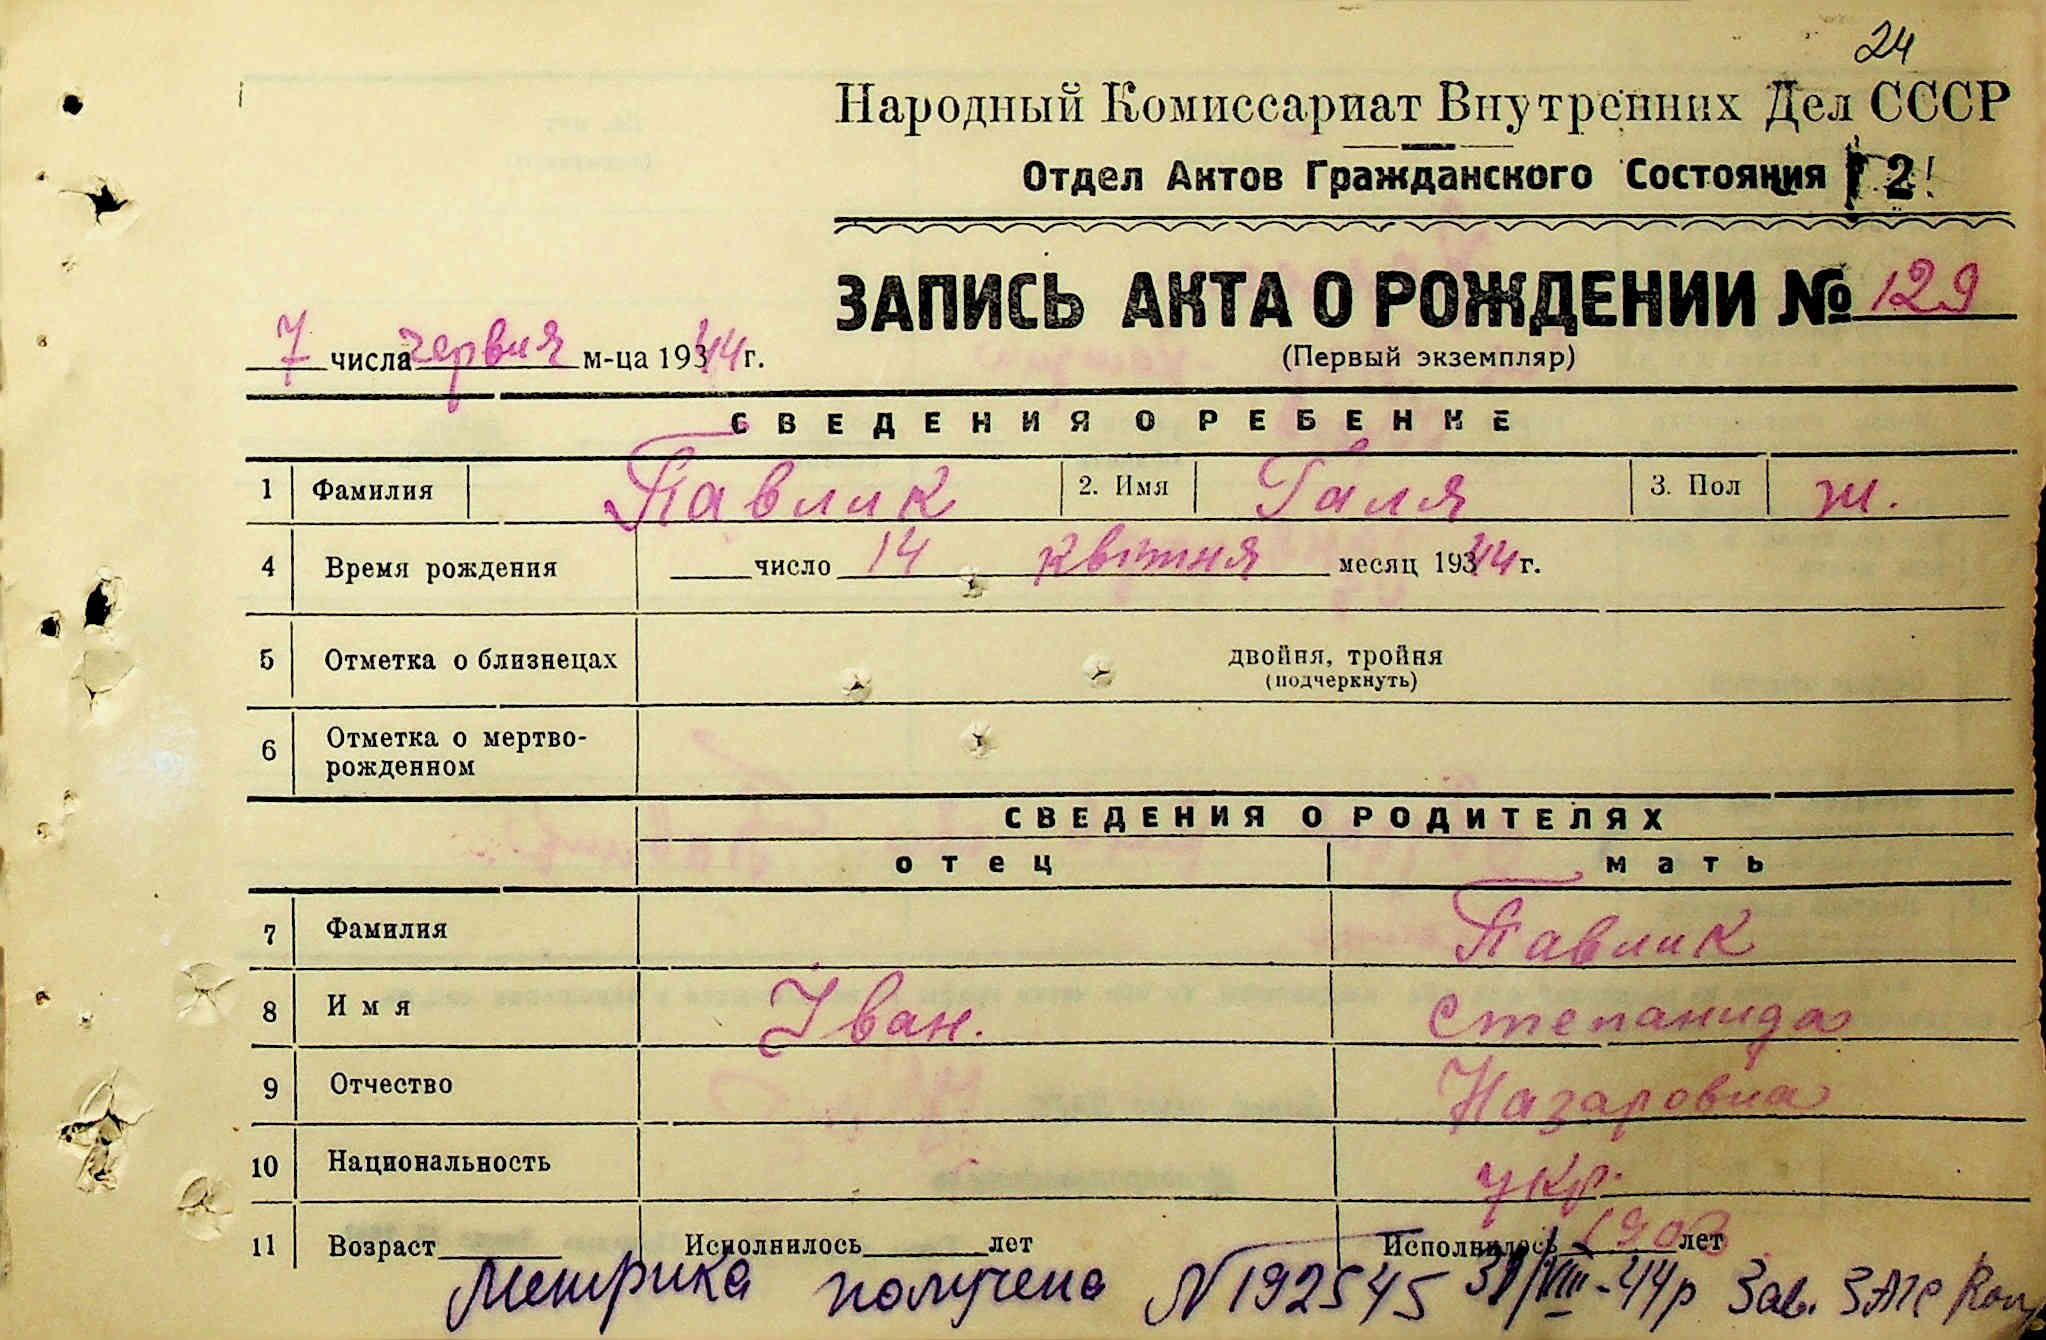 24
Народный Комиссариат Внутренних Дел СССР
Отдел Актов Гражданского Состояния 2
ЗАПИСЬ АКТА О РОЖДЕНИИ № 129
7 числа червня м-ца 1944 г. (Первый экземпляр)
СВЕДЕНИЯ О РЕБЕНКЕ
1 Фамилия Павлик 2. Имя Галя 3. Пол ж.
4 Время рождения число 14 квітня месяц 1944 г.
5 Отметка о близнецах двойня, тройня
(подчеркнуть)
6 Отметка о мертво-
рожденном
СВЕДЕНИЯ О РОДИТЕЛЯХ
отец мать
7 Фамилия Павлик
8 Имя Іван. Степанида
9 Отчество Назаровна
10 Национальность укр.
11 Возраст Исполнилось лет Исполнилось 1903 лет
Метрика получена N 192545 /VIII-44р Зав. ЗАГС